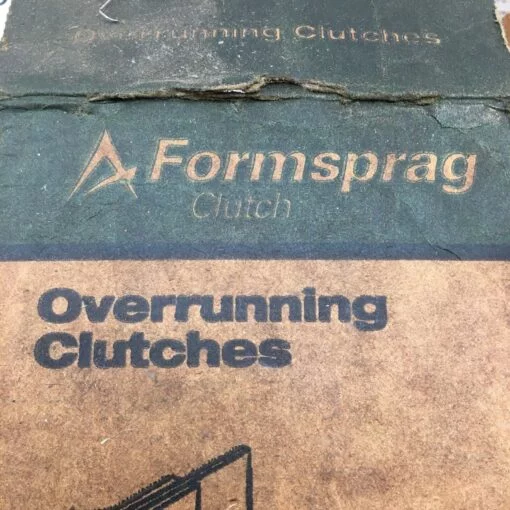 Overrunning Clutches
Formsprag
Clutch
Overrunning
Clutches